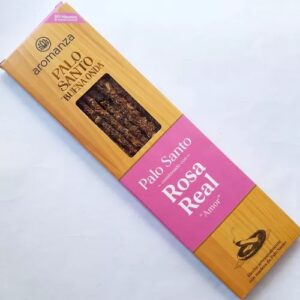 aromanza
PALO
SANTO
BUENA ONDA
Palo Santo
Rosa
Real
"Amor"